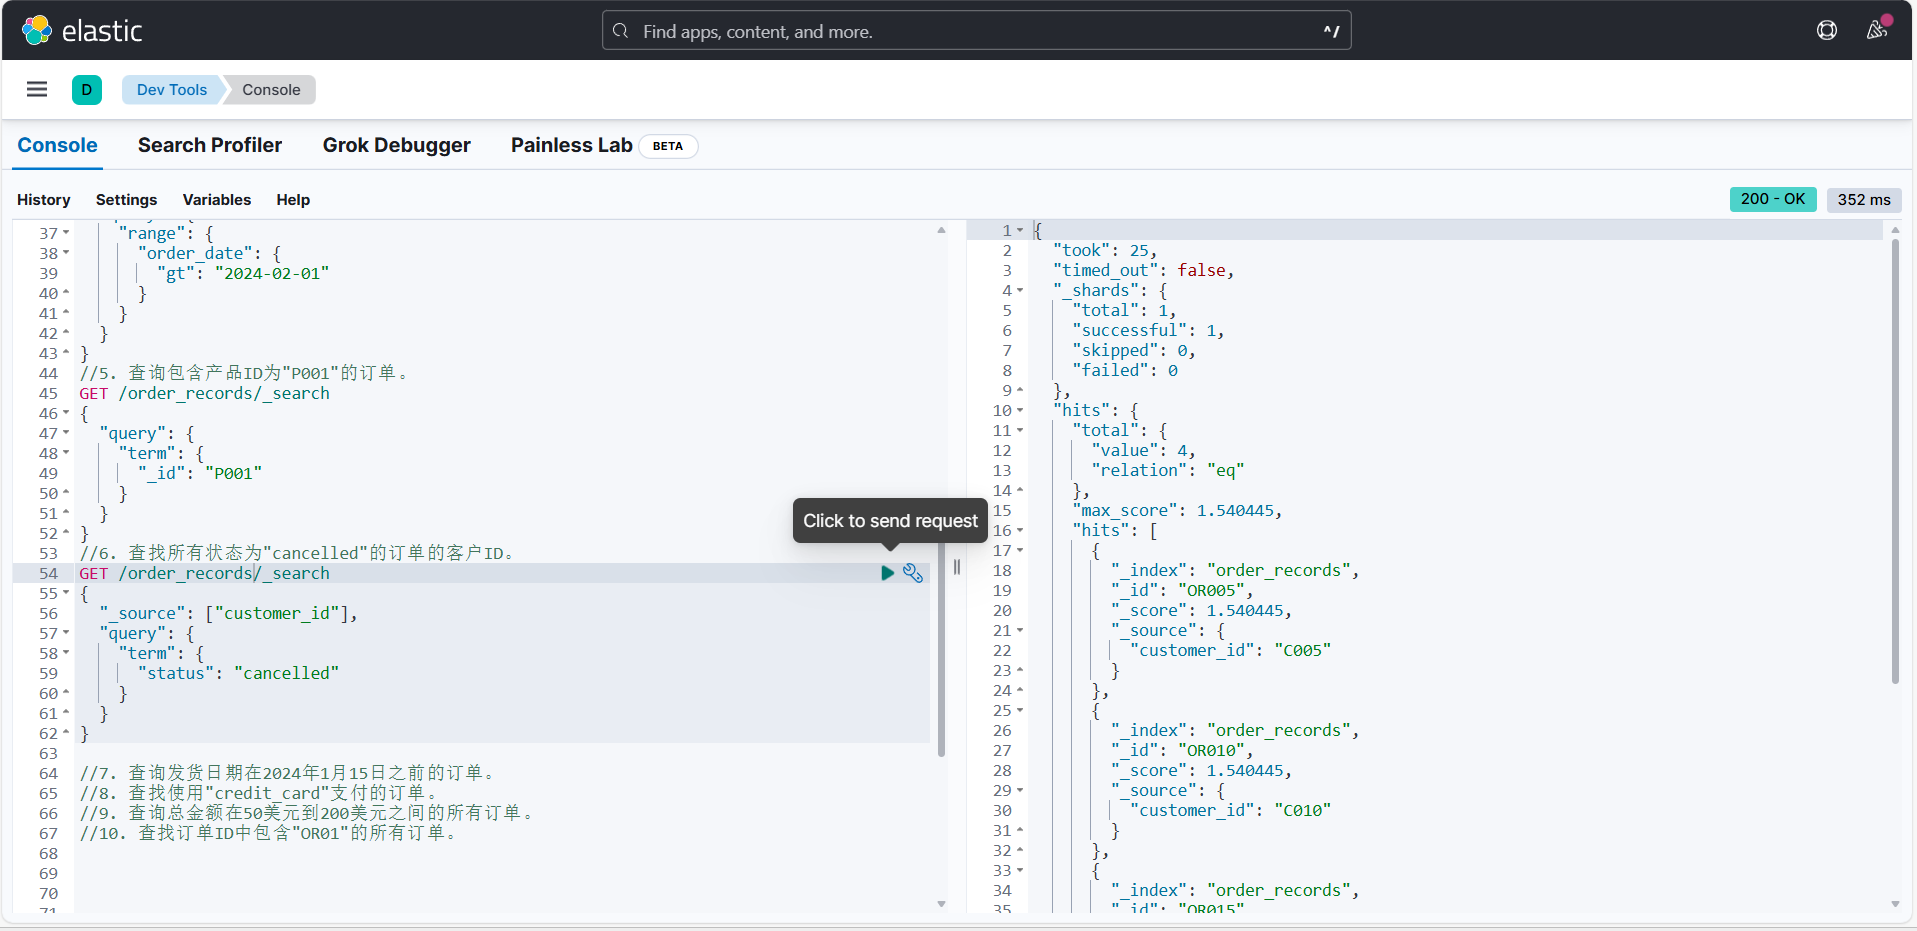 elastic
Find apps, content, and more.
^/
D
Dev Tools
Console
Console
Search Profiler
Grok Debugger
Painless Lab
BETA
History
Settings
Variables
Help
200 - OK
352 ms
37 "range": {
38 "order_date": {
39 "gt": "2024-02-01"
40 }
41 }
42 }
43 }
44 //5. 查询包含产品ID为"P001"的订单。
45 GET /order_records/_search
46 {
47 "query": {
48 "term": {
49 "_id": "P001"
50 }
51 }
52 }
53 //6. 查找所有状态为"cancelled"的订单的客户ID。
54 GET /order_records/_search
55 {
56 "_source": ["customer_id"],
57 "query": {
58 "term": {
59 "status": "cancelled"
60 }
61 }
62 }
63
64 //7. 查询发货日期在2024年1月15日之前的订单。
65 //8. 查找使用"credit_card"支付的订单。
66 //9. 查询总金额在50美元到200美元之间的所有订单。
67 //10. 查找订单ID中包含"OR01"的所有订单。
68
69
70
71
Click to send request
1 {
2 "took": 25,
3 "timed_out": false,
4 "_shards": {
5 "total": 1,
6 "successful": 1,
7 "skipped": 0,
8 "failed": 0
9 },
10 "hits": {
11 "total": {
12 "value": 4,
13 "relation": "eq"
14 },
15 "max_score": 1.540445,
16 "hits": [
17 {
18 "_index": "order_records",
19 "_id": "OR005",
20 "_score": 1.540445,
21 "_source": {
22 "customer_id": "C005"
23 }
24 },
25 {
26 "_index": "order_records",
27 "_id": "OR010",
28 "_score": 1.540445,
29 "_source": {
30 "customer_id": "C010"
31 }
32 },
33 {
34 "_index": "order_records",
35 "_id": "OR015"